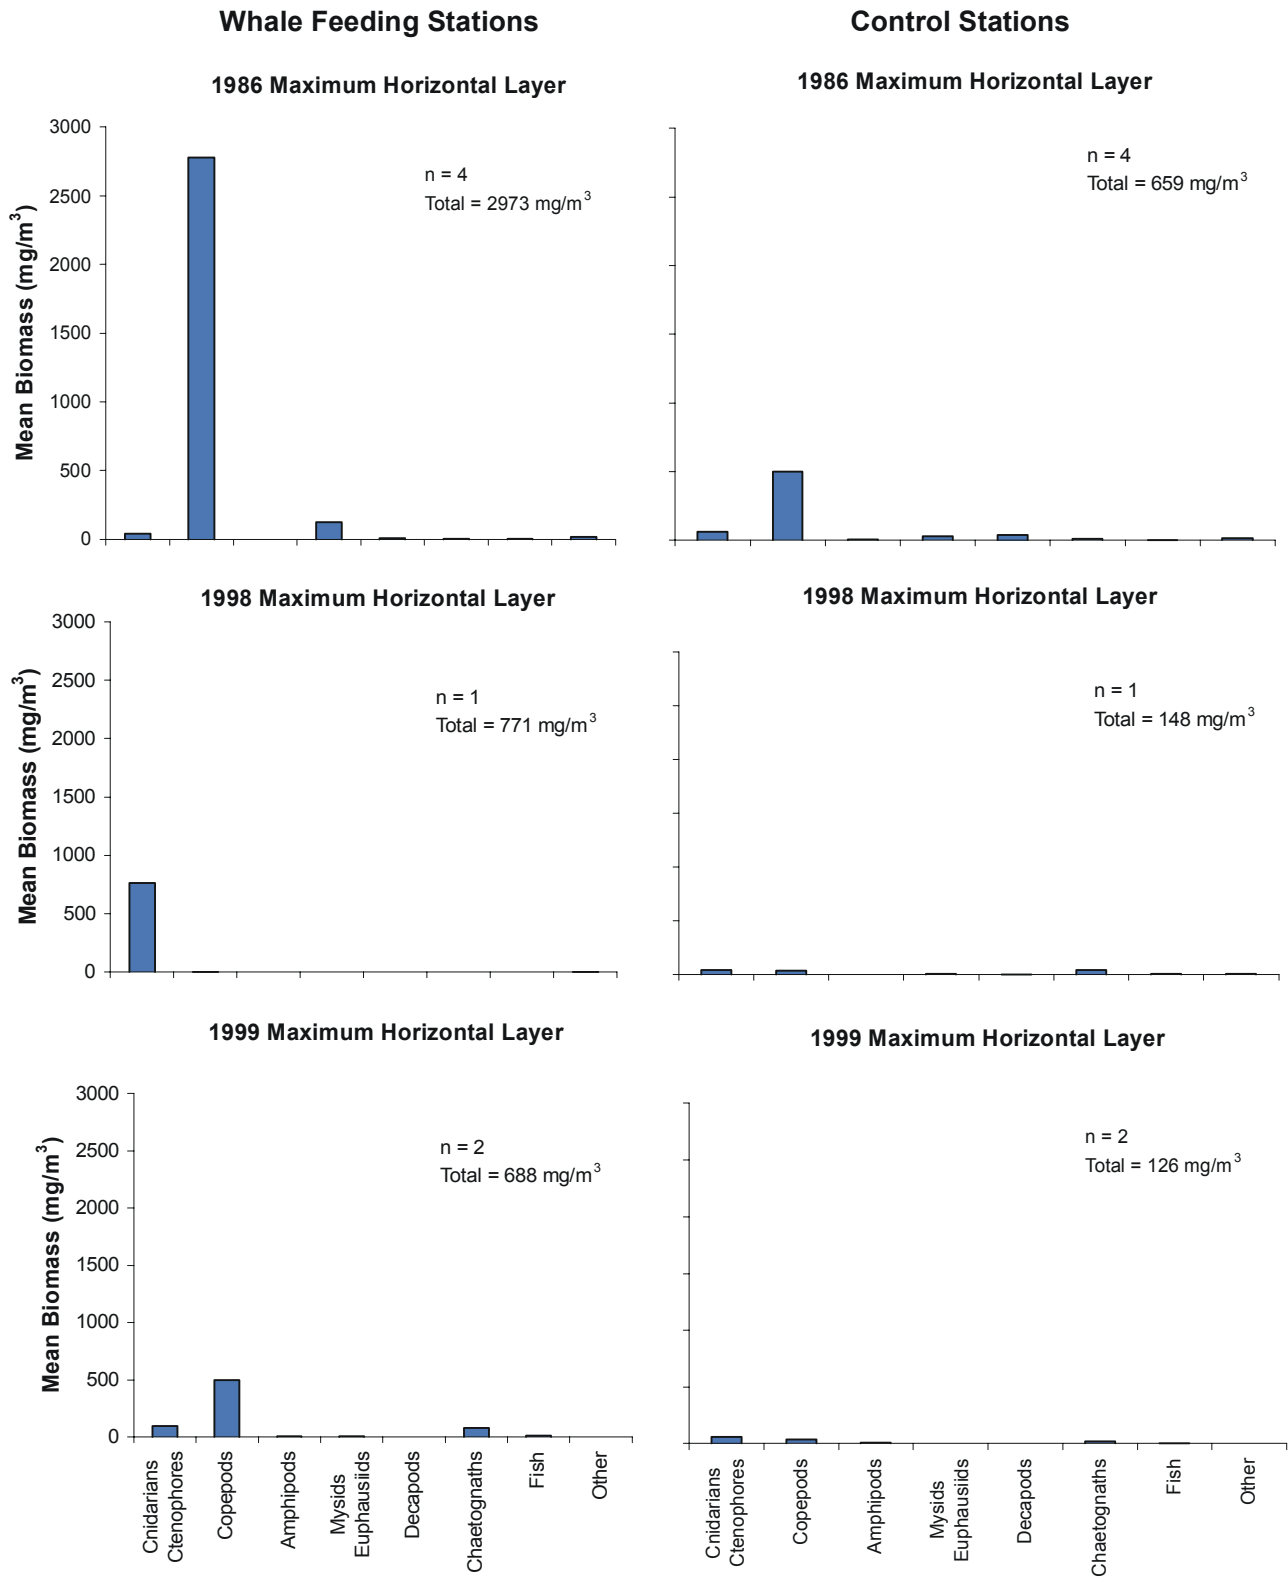 Whale Feeding Stations
Control Stations
1986 Maximum Horizontal Layer
3000
2500
2000
1500
1000
500
0
Mean Biomass (mg/m³)
n = 4
Total = 2973 mg/m³
1986 Maximum Horizontal Layer
n = 4
Total = 659 mg/m³
1998 Maximum Horizontal Layer
3000
2500
2000
1500
1000
500
0
Mean Biomass (mg/m³)
n = 1
Total = 771 mg/m³
1998 Maximum Horizontal Layer
n = 1
Total = 148 mg/m³
1999 Maximum Horizontal Layer
3000
2500
2000
1500
1000
500
0
Mean Biomass (mg/m³)
n = 2
Total = 688 mg/m³
Cnidarians
Ctenophores
Copepods
Amphipods
Mysids
Euphausiids
Decapods
Chaetognaths
Fish
Other
1999 Maximum Horizontal Layer
n = 2
Total = 126 mg/m³
Cnidarians
Ctenophores
Copepods
Amphipods
Mysids
Euphausiids
Decapods
Chaetognaths
Fish
Other